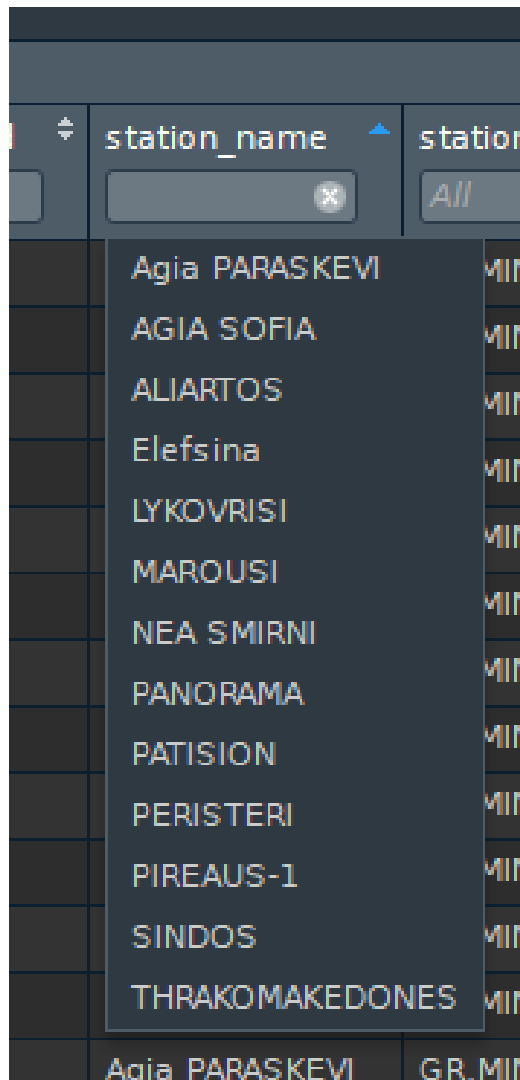 station_name
All
Agia PARASKEVI
AGIA SOFIA
ALIARTOS
Elefsina
LYKOVRISI
MAROUSI
NEA SMIRNI
PANORAMA
PATISION
PERISTERI
PIREAUS-1
SINDOS
THRAKOMAKEDONES
Agia PARASKEVI